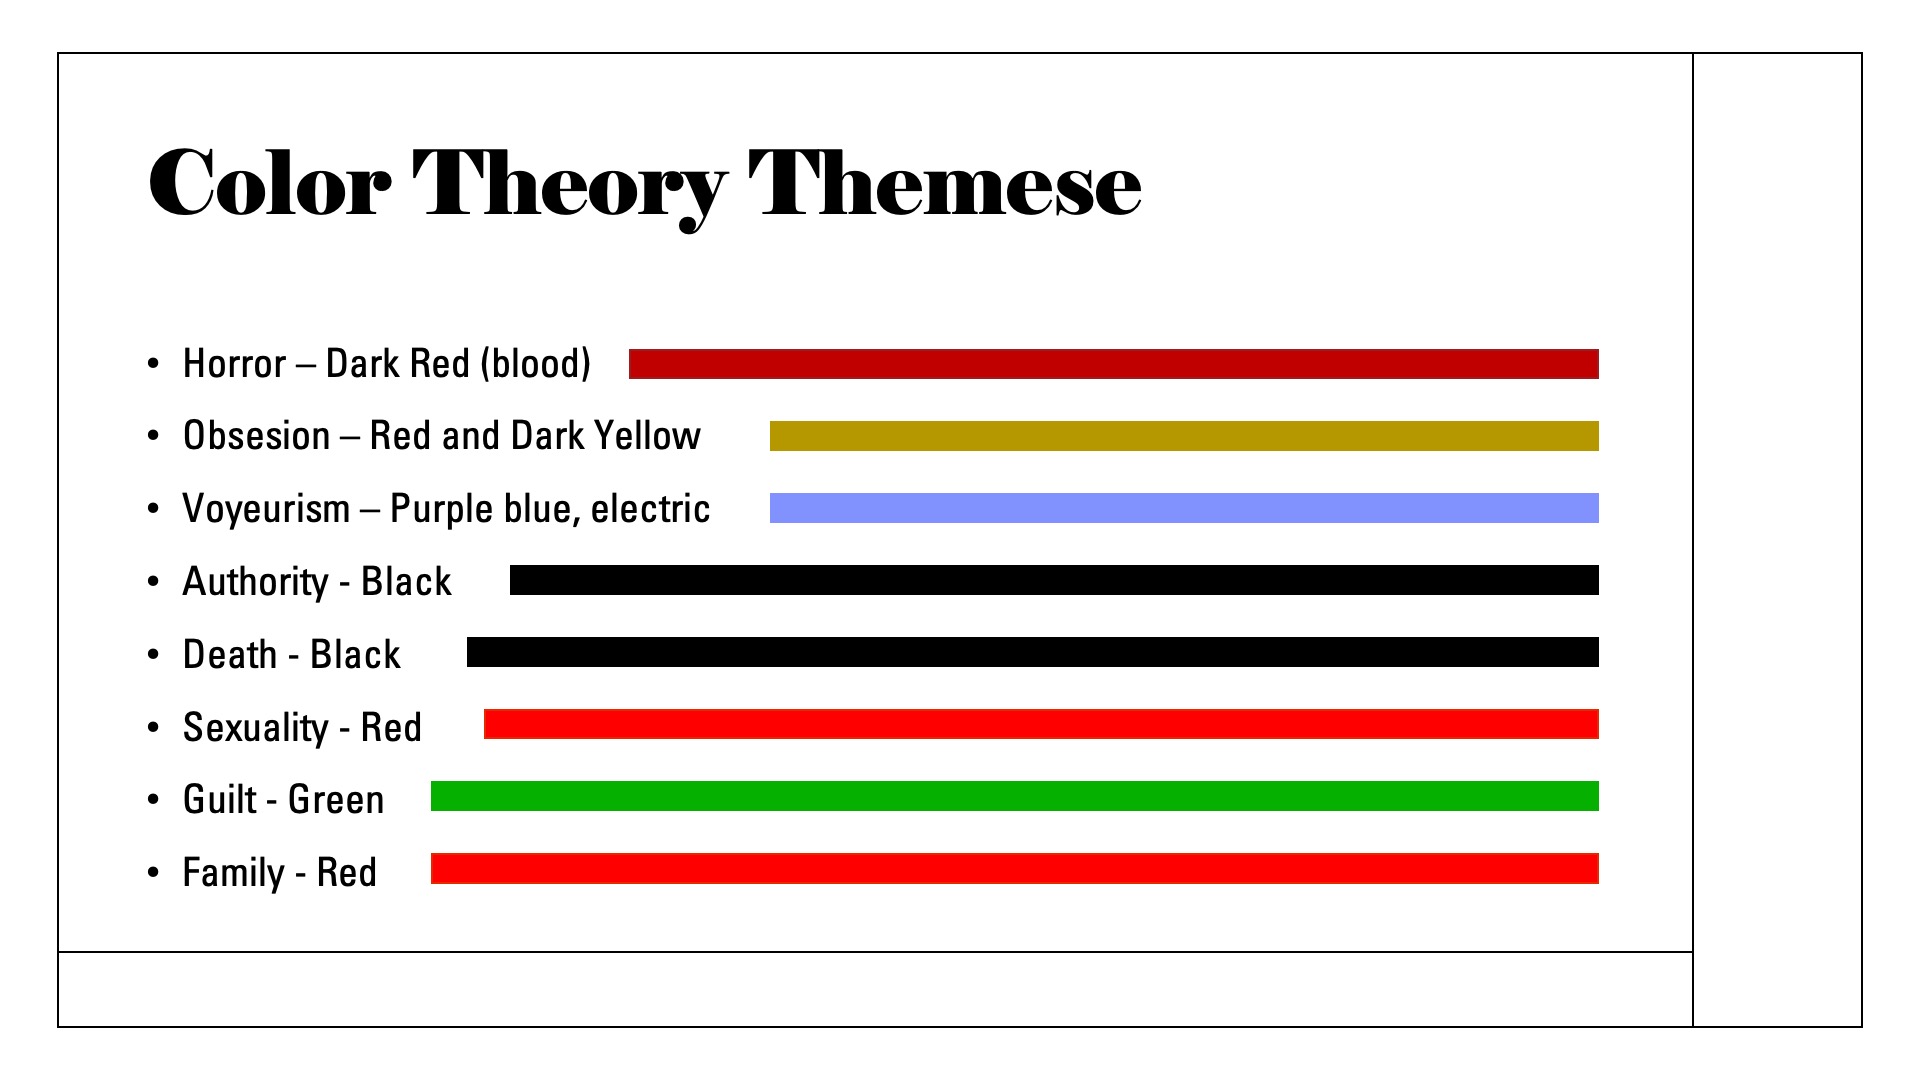 Color Theory Themese
• Horror – Dark Red (blood)
• Obsesion – Red and Dark Yellow
• Voyeurism – Purple blue, electric
• Authority - Black
• Death - Black
• Sexuality - Red
• Guilt - Green
• Family - Red